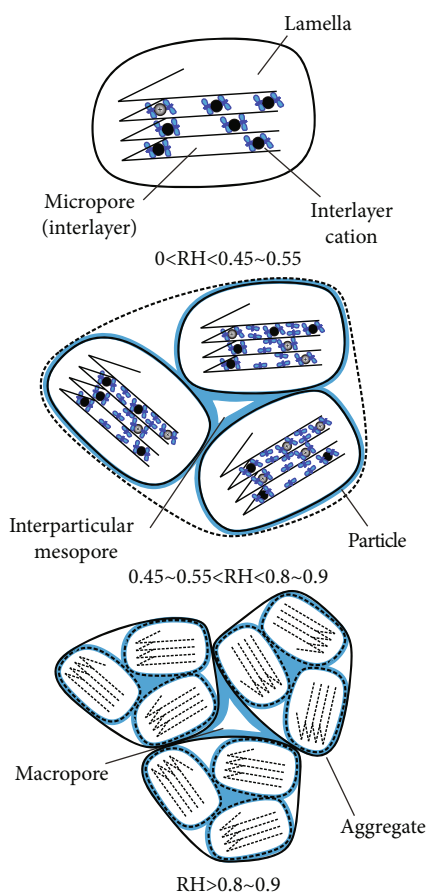 Lamella
Micropore
(interlayer)
Interlayer
cation
0<RH<0.45~0.55
Interparticular
mesopore
Particle
0.45~0.55<RH<0.8~0.9
Macropore
Aggregate
RH>0.8~0.9